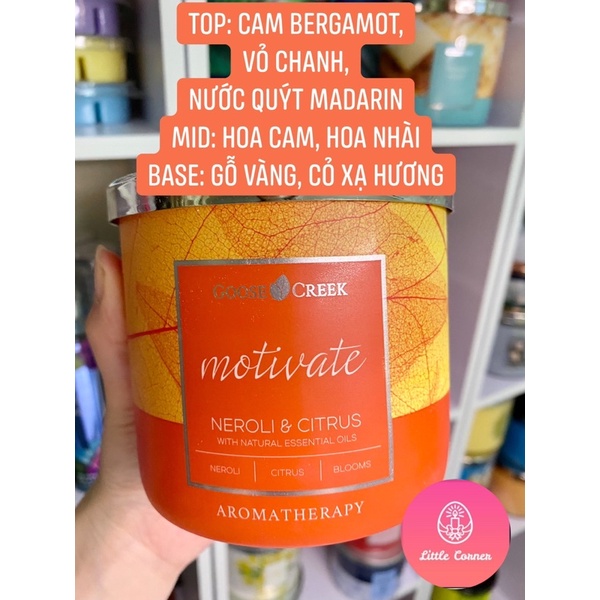 TOP: CAM BERGAMOT,
VỎ CHANH,
NƯỚC QUÝT MADARIN
MID: HOA CAM, HOA NHÀI
BASE: GỖ VÀNG, CỎ XẠ HƯƠNG
GOOSE CREEK
motivate
NEROLI & CITRUS
WITH NATURAL ESSENTIAL OILS
NEROLI | CITRUS | BLOOMS
AROMATHERAPY
Little Corner